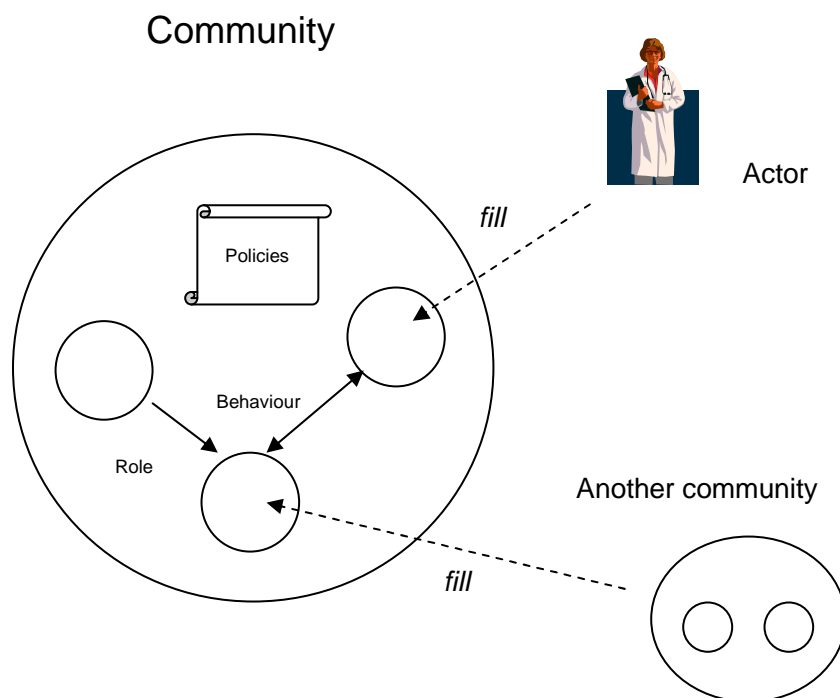 Community
Actor
fill
Policies
Behaviour
Role
Another community
fill